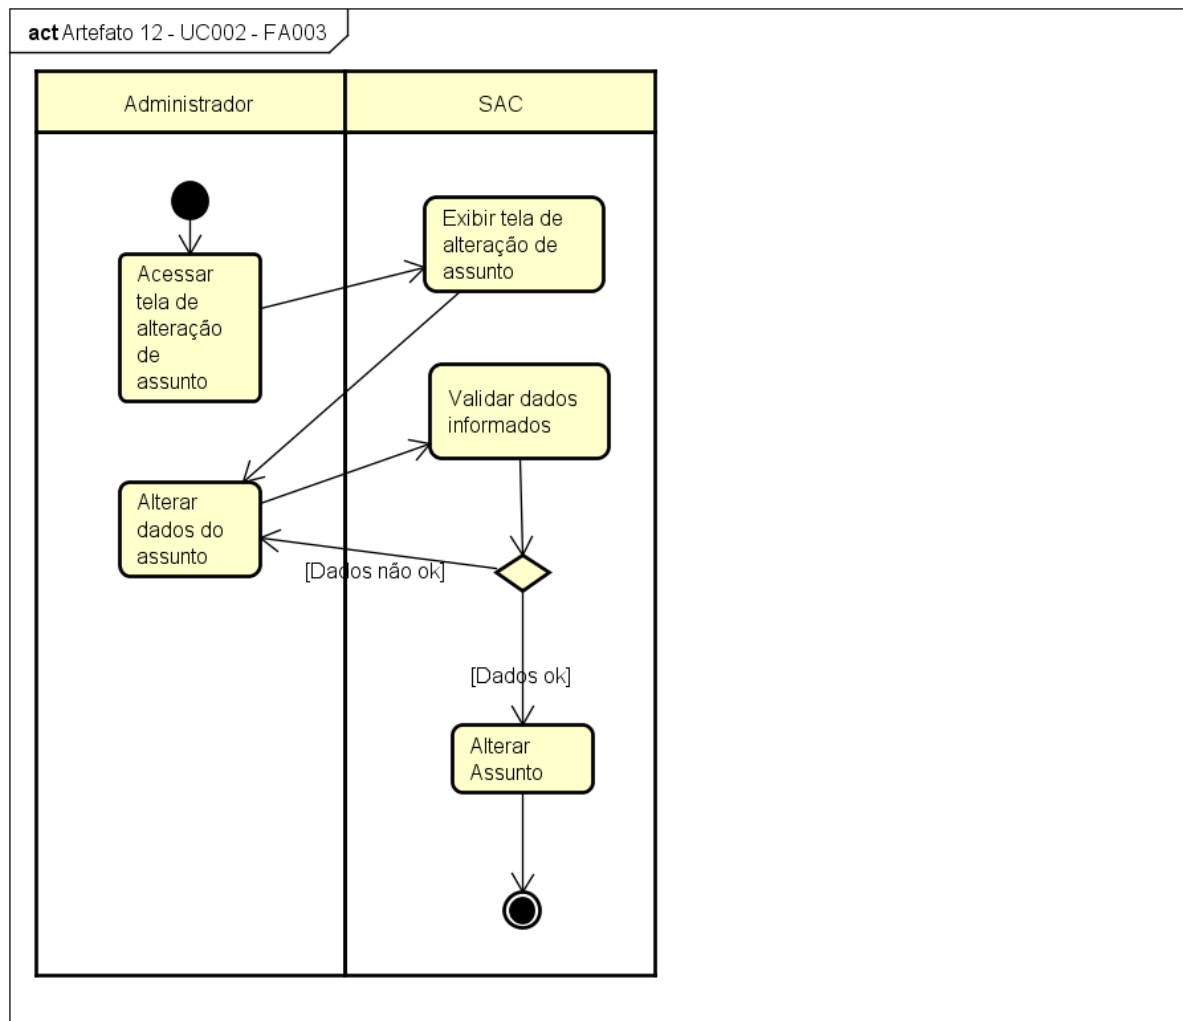 act Artefato 12 - UC002 - FA003
Administrador
SAC
Exibir tela de
alteração de
assunto
Acessar
tela de
alteração
de
assunto
Validar dados
informados
Alterar
dados do
assunto
[Dados não ok]
[Dados ok]
Alterar
Assunto